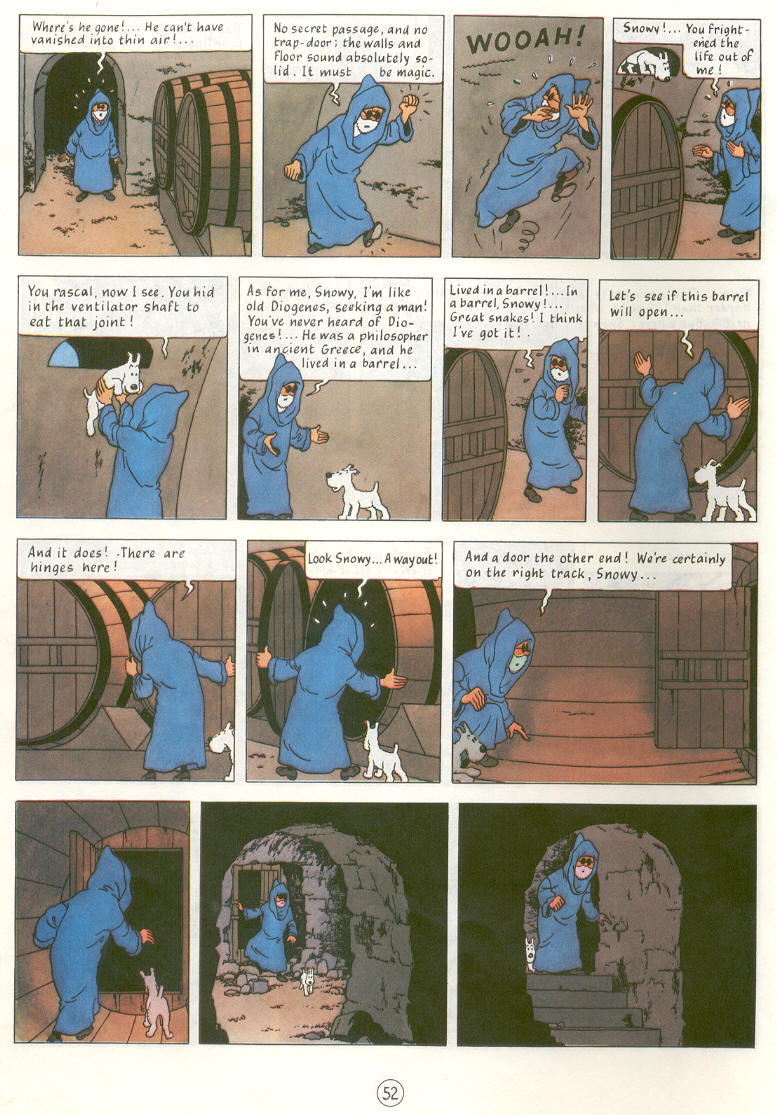 Where's he gone!... He can't have
vanished into thin air!...
No secret passage, and no
trap-door; the walls and
floor sound absolutely so-
lid. It must be magic.
WOOAH!
Snowy!... You fright-
ened the
life out of
me!
You rascal, now I see. You hid
in the ventilator shaft to
eat that joint!
As for me, Snowy, I'm like
old Diogenes, seeking a man!
You've never heard of Dio-
genes!... He was a philosopher
in ancient Greece, and he
lived in a barrel...
Lived in a barrel!... In
a barrel, Snowy!...
Great snakes! I think
I've got it!
Let's see if this barrel
will open...
And it does! There are
hinges here!
Look Snowy... A way out!
And a door the other end! We're certainly
on the right track, Snowy...
52